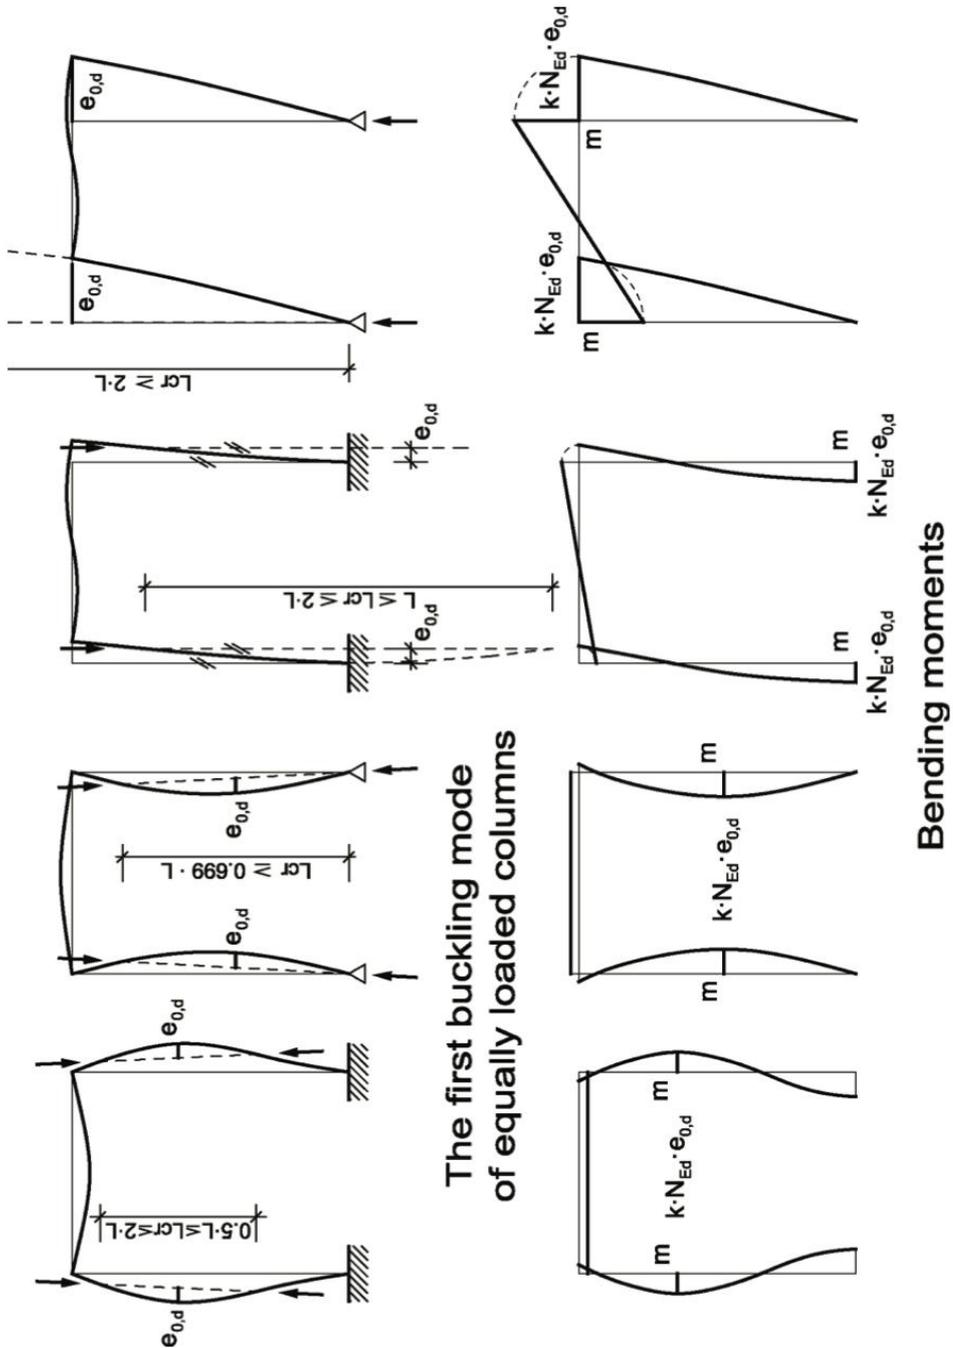 e0,d
e0,d
Lcr ≥ 2·L
e0,d
L ≤ Lcr ≤ 2·L
e0,d
e0,d
Lcr ≥ 0.699 · L
e0,d
e0,d
0.5·L≤Lcr≤2·L
e0,d
The first buckling mode
of equally loaded columns
k·NEd·e0,d
m
k·NEd·e0,d
m
m
k·NEd·e0,d
m
k·NEd·e0,d
m
k·NEd·e0,d
m
m
k·NEd·e0,d
m
Bending moments